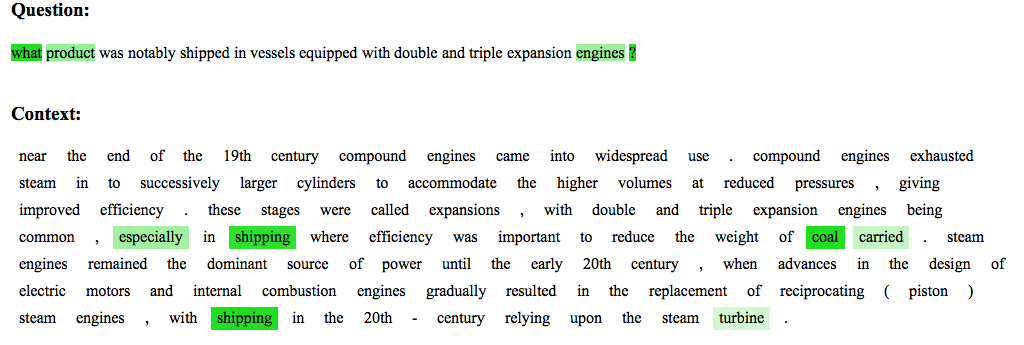 Question:
what product was notably shipped in vessels equipped with double and triple expansion engines ?
Context:
near the end of the 19th century compound engines came into widespread use . compound engines exhausted
steam in to successively larger cylinders to accommodate the higher volumes at reduced pressures , giving
improved efficiency . these stages were called expansions , with double and triple expansion engines being
common , especially in shipping where efficiency was important to reduce the weight of coal carried . steam
engines remained the dominant source of power until the early 20th century , when advances in the design of
electric motors and internal combustion engines gradually resulted in the replacement of reciprocating ( piston )
steam engines , with shipping in the 20th - century relying upon the steam turbine .